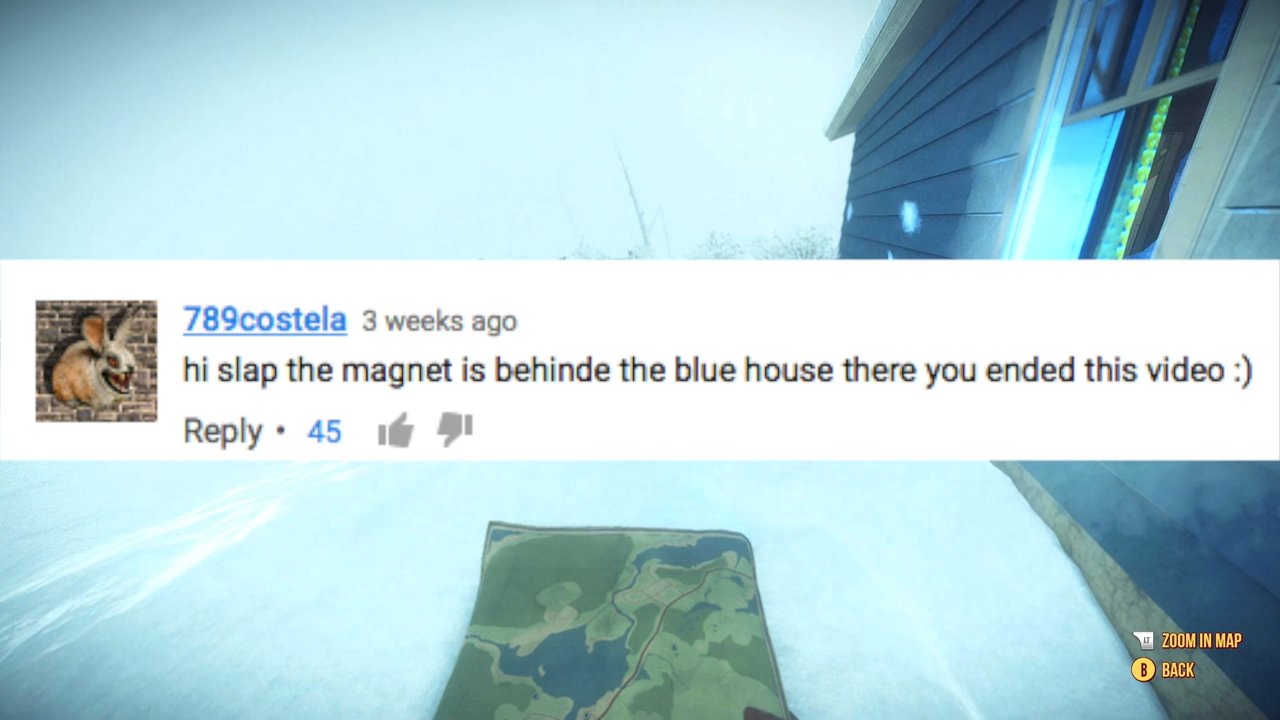 789costela 3 weeks ago
hi slap the magnet is behinde the blue house there you ended this video :)
Reply • 45
LT ZOOM IN MAP
B BACK